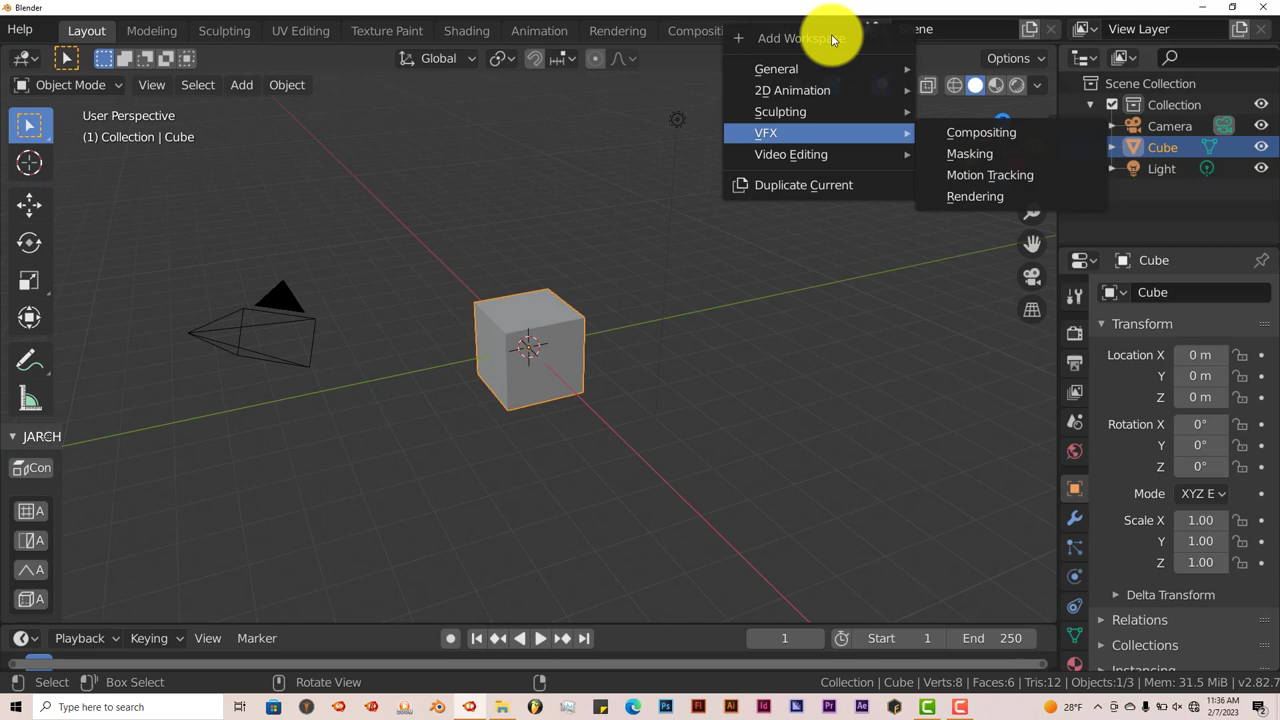 Blender
Help
Layout
Modeling
Sculpting
UV Editing
Texture Paint
Shading
Animation
Rendering
Compositi
Add Workspace
Scene
View Layer
Global
Options
Object Mode
View
Select
Add
Object
General
2D Animation
Sculpting
VFX
Video Editing
Duplicate Current
Compositing
Masking
Motion Tracking
Rendering
User Perspective
(1) Collection | Cube
Scene Collection
Collection
Camera
Cube
Light
Cube
Cube
Transform
Location X 0 m
Y 0 m
Z 0 m
Rotation X 0°
Y 0°
Z 0°
Mode XYZ E
Scale X 1.00
Y 1.00
Z 1.00
Delta Transform
Relations
Collections
Instancing
JARCH
Con
A
A
A
A
Playback
Keying
View
Marker
1
Start 1
End 250
Select
Box Select
Rotate View
Collection | Cube | Verts:8 | Faces:6 | Tris:12 | Objects:1/3 | Mem: 31.5 MiB | v2.82.7
Type here to search
28°F
11:36 AM
2/7/2023